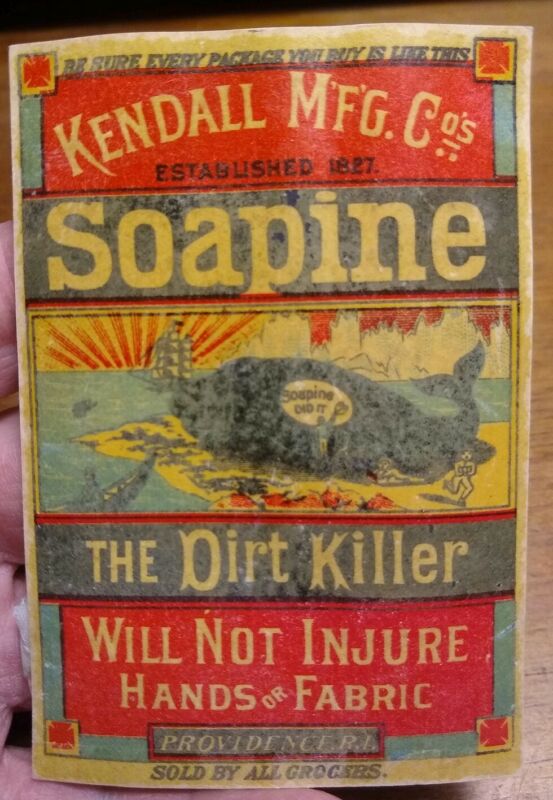 BE SURE EVERY PACKAGE YOU BUY IS LIKE THIS
KENDALL M'F'G. Co's
ESTABLISHED 1827.
Soapine
Soapine
DID IT
THE Dirt Killer
WILL NOT INJURE
HANDS OR FABRIC
PROVIDENCE R.I.
SOLD BY ALL GROCERS.